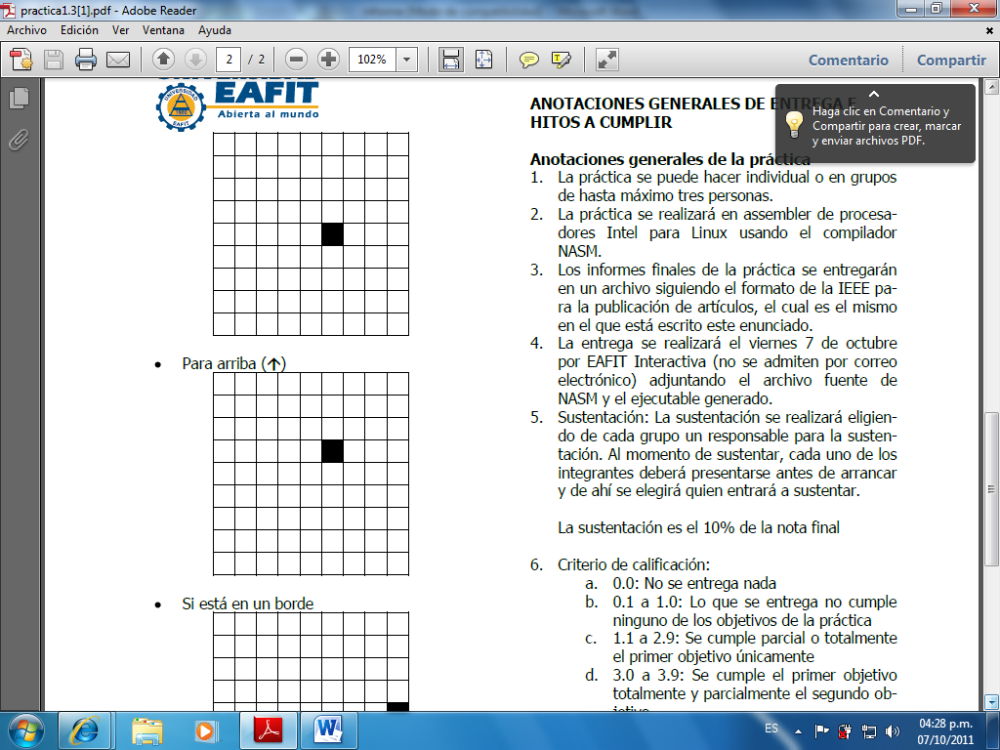 practica1.3[1].pdf - Adobe Reader
Archivo Edición Ver Ventana Ayuda
2 / 2 102% Comentario Compartir
EAFIT
Abierta al mundo
UNIVERSIDAD
EAFIT
Para arriba (↑)
Si está en un borde
ANOTACIONES GENERALES DE ENTREGA E
HITOS A CUMPLIR
Anotaciones generales de la práctica
1. La práctica se puede hacer individual o en grupos
de hasta máximo tres personas.
2. La práctica se realizará en assembler de procesa-
dores Intel para Linux usando el compilador
NASM.
3. Los informes finales de la práctica se entregarán
en un archivo siguiendo el formato de la IEEE pa-
ra la publicación de artículos, el cual es el mismo
en el que está escrito este enunciado.
4. La entrega se realizará el viernes 7 de octubre
por EAFIT Interactiva (no se admiten por correo
electrónico) adjuntando el archivo fuente de
NASM y el ejecutable generado.
5. Sustentación: La sustentación se realizará eligien-
do de cada grupo un responsable para la susten-
tación. Al momento de sustentar, cada uno de los
integrantes deberá presentarse antes de arrancar
y de ahí se elegirá quien entrará a sustentar.
La sustentación es el 10% de la nota final
6. Criterio de calificación:
a. 0.0: No se entrega nada
b. 0.1 a 1.0: Lo que se entrega no cumple
ninguno de los objetivos de la práctica
c. 1.1 a 2.9: Se cumple parcial o totalmente
el primer objetivo únicamente
d. 3.0 a 3.9: Se cumple el primer objetivo
totalmente y parcialmente el segundo ob-
Haga clic en Comentario y
Compartir para crear, marcar
y enviar archivos PDF.
ES
04:28 p.m.
07/10/2011